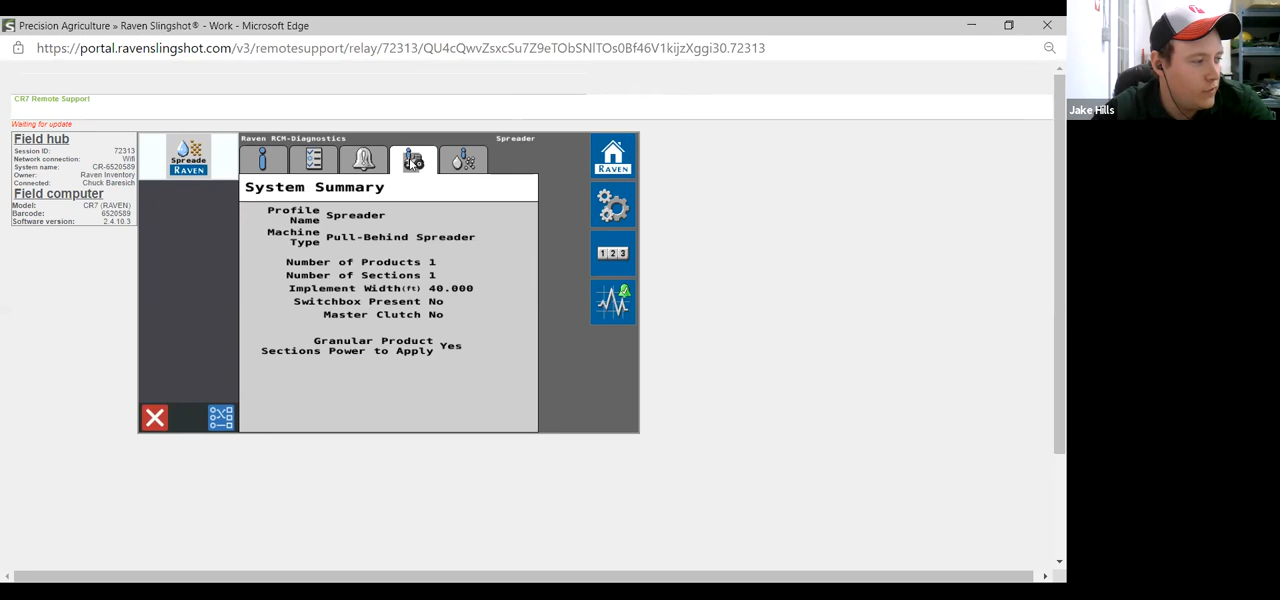 Precision Agriculture » Raven Slingshot® - Work - Microsoft Edge
https://portal.ravenslingshot.com/v3/remotesupport/relay/72313/QU4cQwvZsxcSu7Z9eTObSNlTOs0Bf46V1kijzXggi30.72313
Jake Hills
CR7 Remote Support
Waiting for update
Field hub
Session ID: 72313
Network connection: Wifi
System name: CR-6520589
Owner: Raven Inventory
Connected: Chuck Baresich
Field computer
Model: CR7 (RAVEN)
Barcode: 6520589
Software version: 2.4.10.3
Spreade
RAVEN
Raven RCM-Diagnostics
Spreader
System Summary
Profile Name Spreader
Machine Type Pull-Behind Spreader
Number of Products 1
Number of Sections 1
Implement Width(ft) 40.000
Switchbox Present No
Master Clutch No
Granular Product
Sections Power to Apply Yes
RAVEN
1 2 3